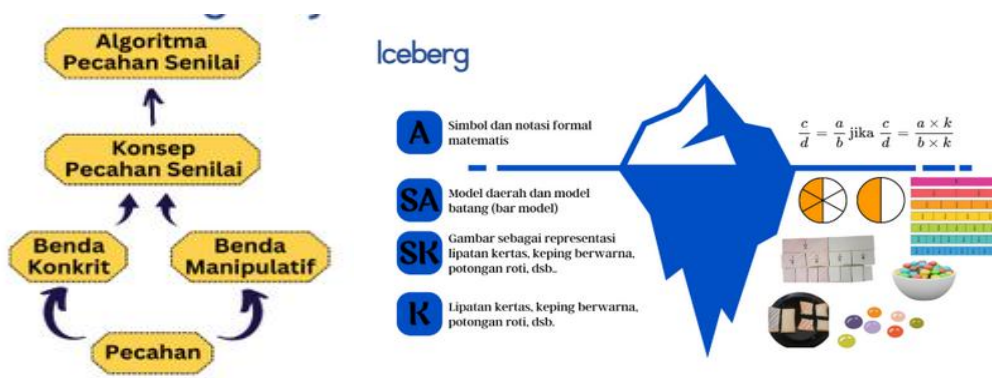 Algoritma
Pecahan Senilai
Konsep
Pecahan Senilai
Benda
Konkrit
Benda
Manipulatif
Pecahan
Iceberg
A
Simbol dan notasi formal
matematis
SA
Model daerah dan model
batang (bar model)
SK
Gambar sebagai representasi
lipatan kertas, keping berwarna,
potongan roti, dsb..
K
Lipatan kertas, keping berwarna,
potongan roti, dsb.
c/d = a/b jika c/d = a × k / b × k